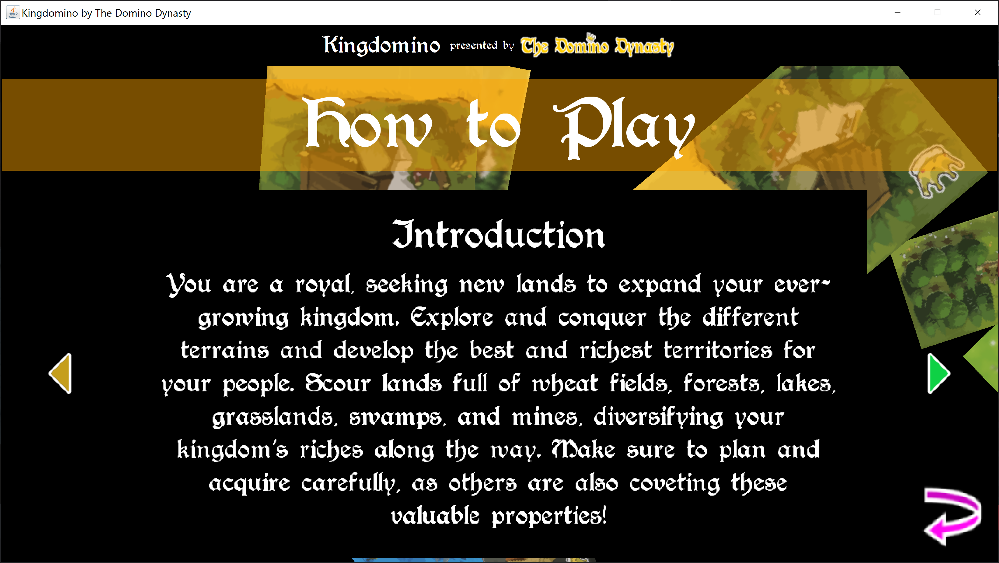 Kingdomino by The Domino Dynasty
Kingdomino presented by The Domino Dynasty
How to Play
Introduction
You are a royal, seeking new lands to expand your ever-
growing kingdom. Explore and conquer the different
terrains and develop the best and richest territories for
your people. Scour lands full of wheat fields, forests, lakes,
grasslands, swamps, and mines, diversifying your
kingdom's riches along the way. Make sure to plan and
acquire carefully, as others are also coveting these
valuable properties!